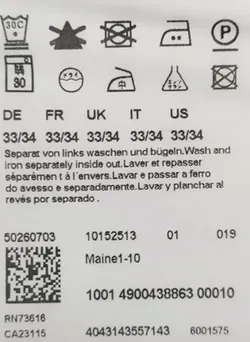 30
P
30
DE FR UK IT US
33/34 33/34 33/34 33/34 33/34
Separat von links waschen und bügeln.Wash and
iron separately inside out.Laver et repasser
séparémen t à l´envers.Lavar e passar a ferro
do avesso e separadamente.Lavar y planchar al
revés por separado .
50260703 10152513 01 019
Maine1-10
1001 4900438863 00010
RN73616
CA23115 4043143557143 6001575